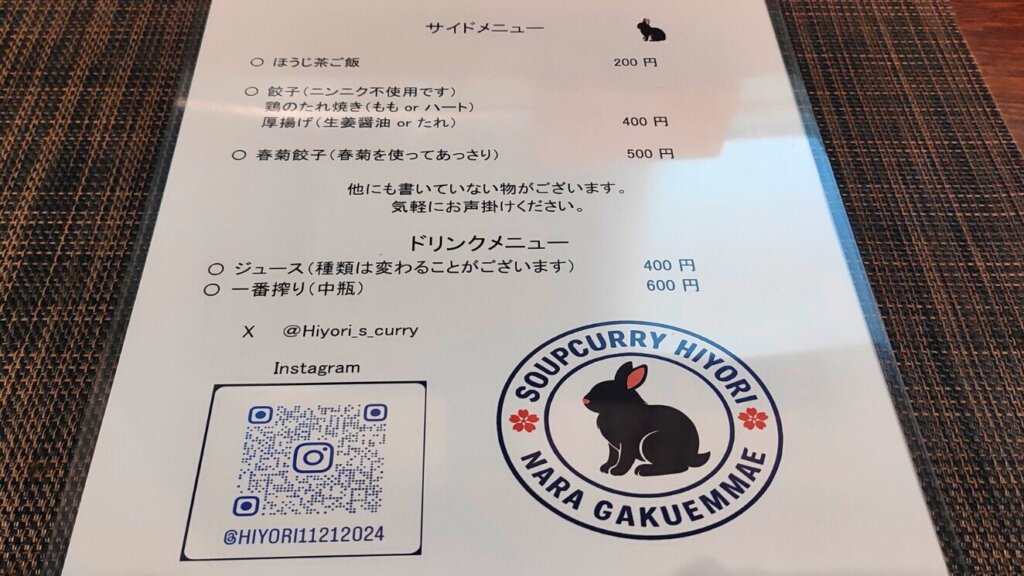 サイドメニュー
○ ほうじ茶ご飯 200 円
○ 餃子(ニンニク不使用です)
鶏のたれ焼き(もも or ハート)
厚揚げ(生姜醤油 or たれ) 400 円
○ 春菊餃子(春菊を使ってあっさり) 500 円
他にも書いていない物がございます。
気軽にお声掛けください。
ドリンクメニュー
○ ジュース(種類は変わることがございます) 400 円
○ 一番搾り(中瓶) 600 円
X @Hiyori_s_curry
Instagram
@HIYORI11212024
SOUPCURRY HIYORI
NARA GAKUEMMAE